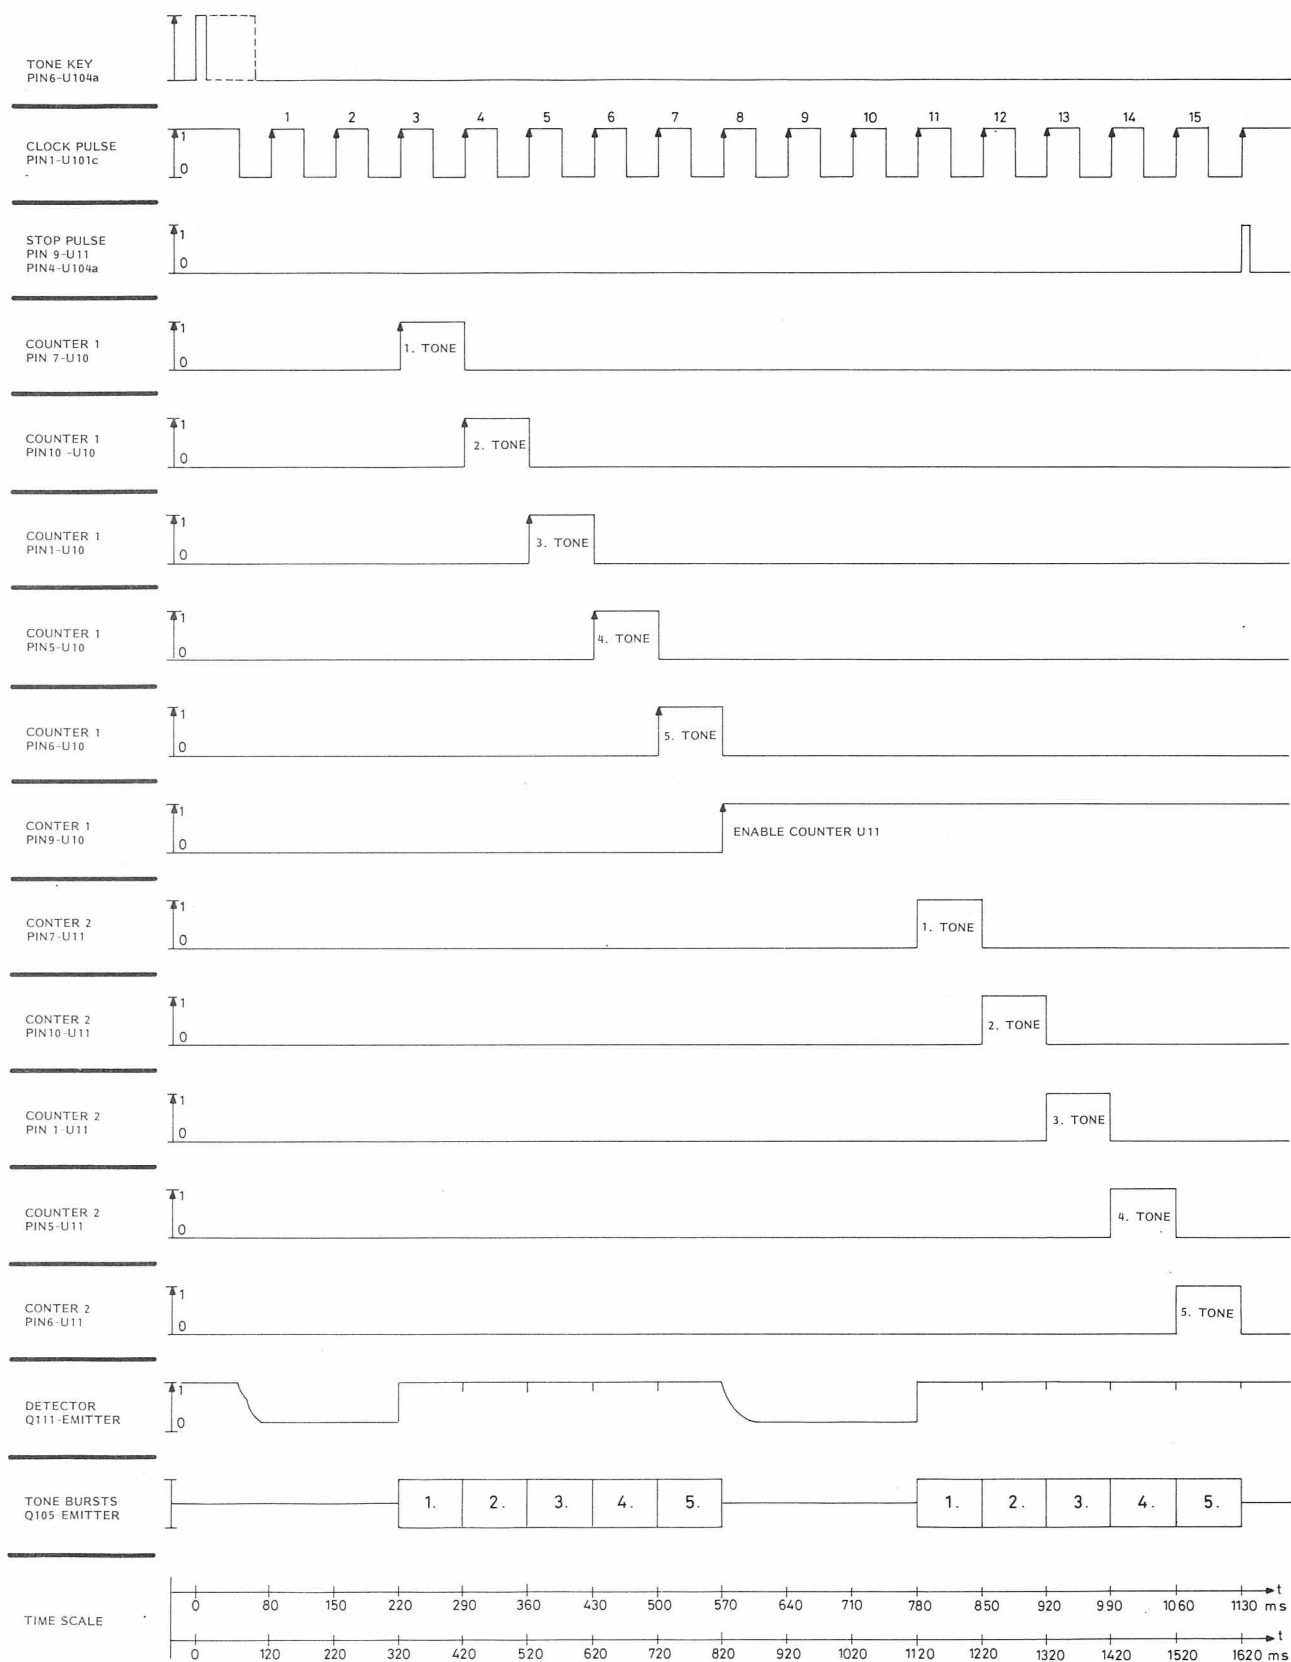 TONE KEY
PIN6-U104a
1 2 3 4 5 6 7 8 9 10 11 12 13 14 15
CLOCK PULSE
PIN1-U101c
1
0
STOP PULSE
PIN 9-U11
PIN4-U104a
1
0
COUNTER 1
PIN 7-U10
1
0
1. TONE
COUNTER 1
PIN10 -U10
1
0
2. TONE
COUNTER 1
PIN1-U10
1
0
3. TONE
COUNTER 1
PIN5-U10
1
0
4. TONE
COUNTER 1
PIN6-U10
1
0
5. TONE
CONTER 1
PIN9-U10
1
0
ENABLE COUNTER U11
CONTER 2
PIN7-U11
1
0
1. TONE
CONTER 2
PIN10-U11
1
0
2. TONE
COUNTER 2
PIN 1-U11
1
0
3. TONE
COUNTER 2
PIN5-U11
1
0
4. TONE
CONTER 2
PIN6-U11
1
0
5. TONE
DETECTOR
Q111-EMITTER
1
0
TONE BURSTS
Q105-EMITTER
1. 2. 3. 4. 5. 1. 2. 3. 4. 5.
TIME SCALE
t
0 80 150 220 290 360 430 500 570 640 710 780 850 920 990 1060 1130 ms
t
0 120 220 320 420 520 620 720 820 920 1020 1120 1220 1320 1420 1520 1620 ms